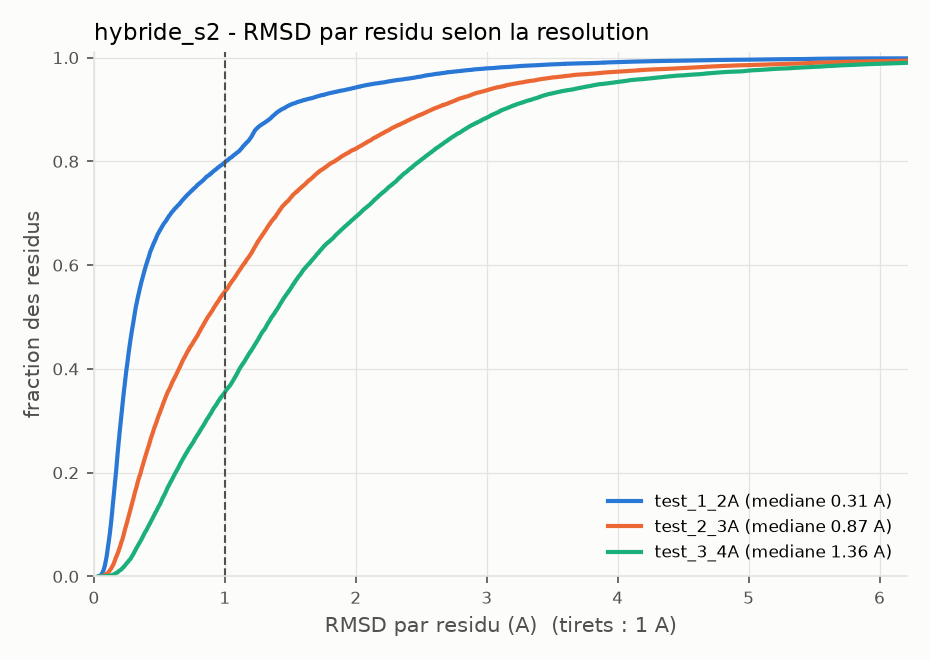 hybride_s2 - RMSD par residu selon la resolution
fraction des residus
1.0
0.8
0.6
0.4
0.2
0.0
0 1 2 3 4 5 6
RMSD par residu (A) (tirets : 1 A)
test_1_2A (mediane 0.31 A)
test_2_3A (mediane 0.87 A)
test_3_4A (mediane 1.36 A)